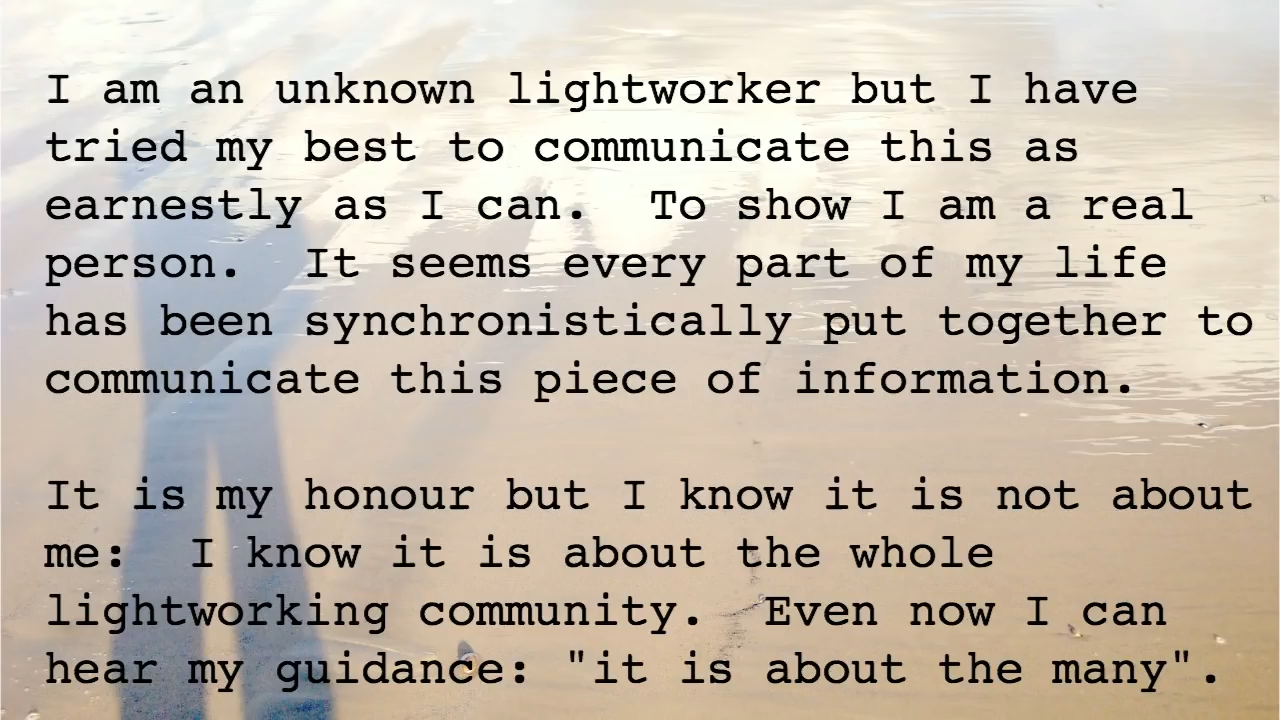 I am an unknown lightworker but I have
tried my best to communicate this as
earnestly as I can.  To show I am a real
person.  It seems every part of my life
has been synchronistically put together to
communicate this piece of information.
It is my honour but I know it is not about
me:  I know it is about the whole
lightworking community.  Even now I can
hear my guidance: "it is about the many".